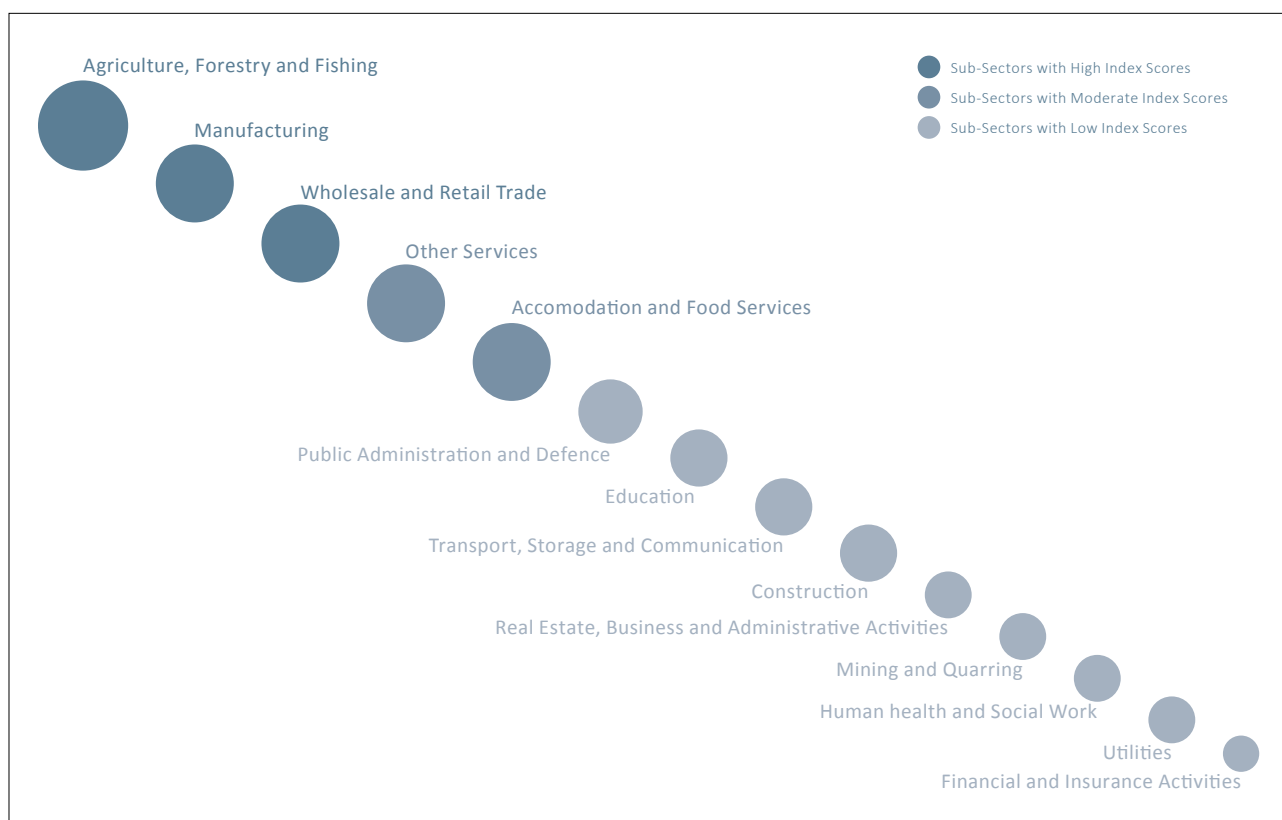 Agriculture, Forestry and Fishing
Sub-Sectors with High Index Scores
Sub-Sectors with Moderate Index Scores
Sub-Sectors with Low Index Scores
Manufacturing
Wholesale and Retail Trade
Other Services
Accomodation and Food Services
Public Administration and Defence
Education
Transport, Storage and Communication
Construction
Real Estate, Business and Administrative Activities
Mining and Quarring
Human health and Social Work
Utilities
Financial and Insurance Activities